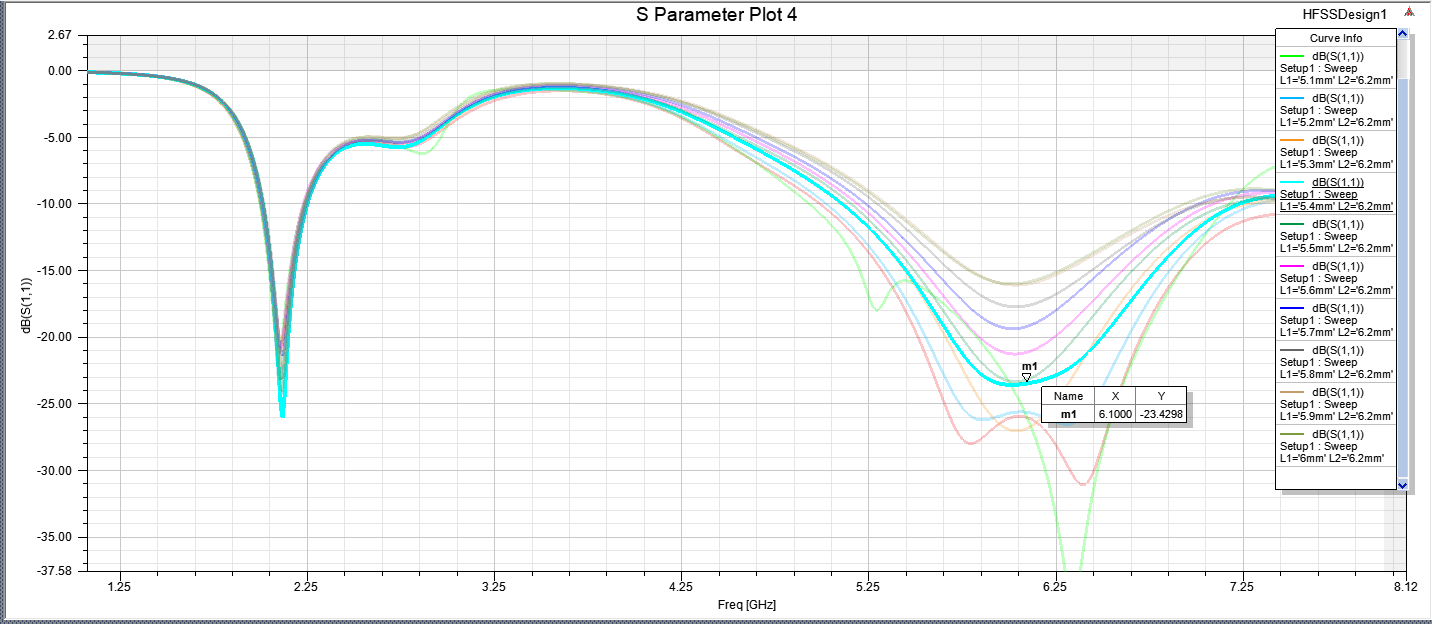 S Parameter Plot 4
HFSSDesign1
2.67
0.00
-5.00
-10.00
-15.00
-20.00
-25.00
-30.00
-35.00
-37.58
dB(S(1,1))
1.25
2.25
3.25
4.25
5.25
6.25
7.25
8.12
Freq [GHz]
m1
Name X Y
m1 6.1000 -23.4298
Curve Info
dB(S(1,1))
Setup1 : Sweep
L1='5.1mm' L2='6.2mm'
dB(S(1,1))
Setup1 : Sweep
L1='5.2mm' L2='6.2mm'
dB(S(1,1))
Setup1 : Sweep
L1='5.3mm' L2='6.2mm'
dB(S(1,1))
Setup1 : Sweep
L1='5.4mm' L2='6.2mm'
dB(S(1,1))
Setup1 : Sweep
L1='5.5mm' L2='6.2mm'
dB(S(1,1))
Setup1 : Sweep
L1='5.6mm' L2='6.2mm'
dB(S(1,1))
Setup1 : Sweep
L1='5.7mm' L2='6.2mm'
dB(S(1,1))
Setup1 : Sweep
L1='5.8mm' L2='6.2mm'
dB(S(1,1))
Setup1 : Sweep
L1='5.9mm' L2='6.2mm'
dB(S(1,1))
Setup1 : Sweep
L1='6mm' L2='6.2mm'